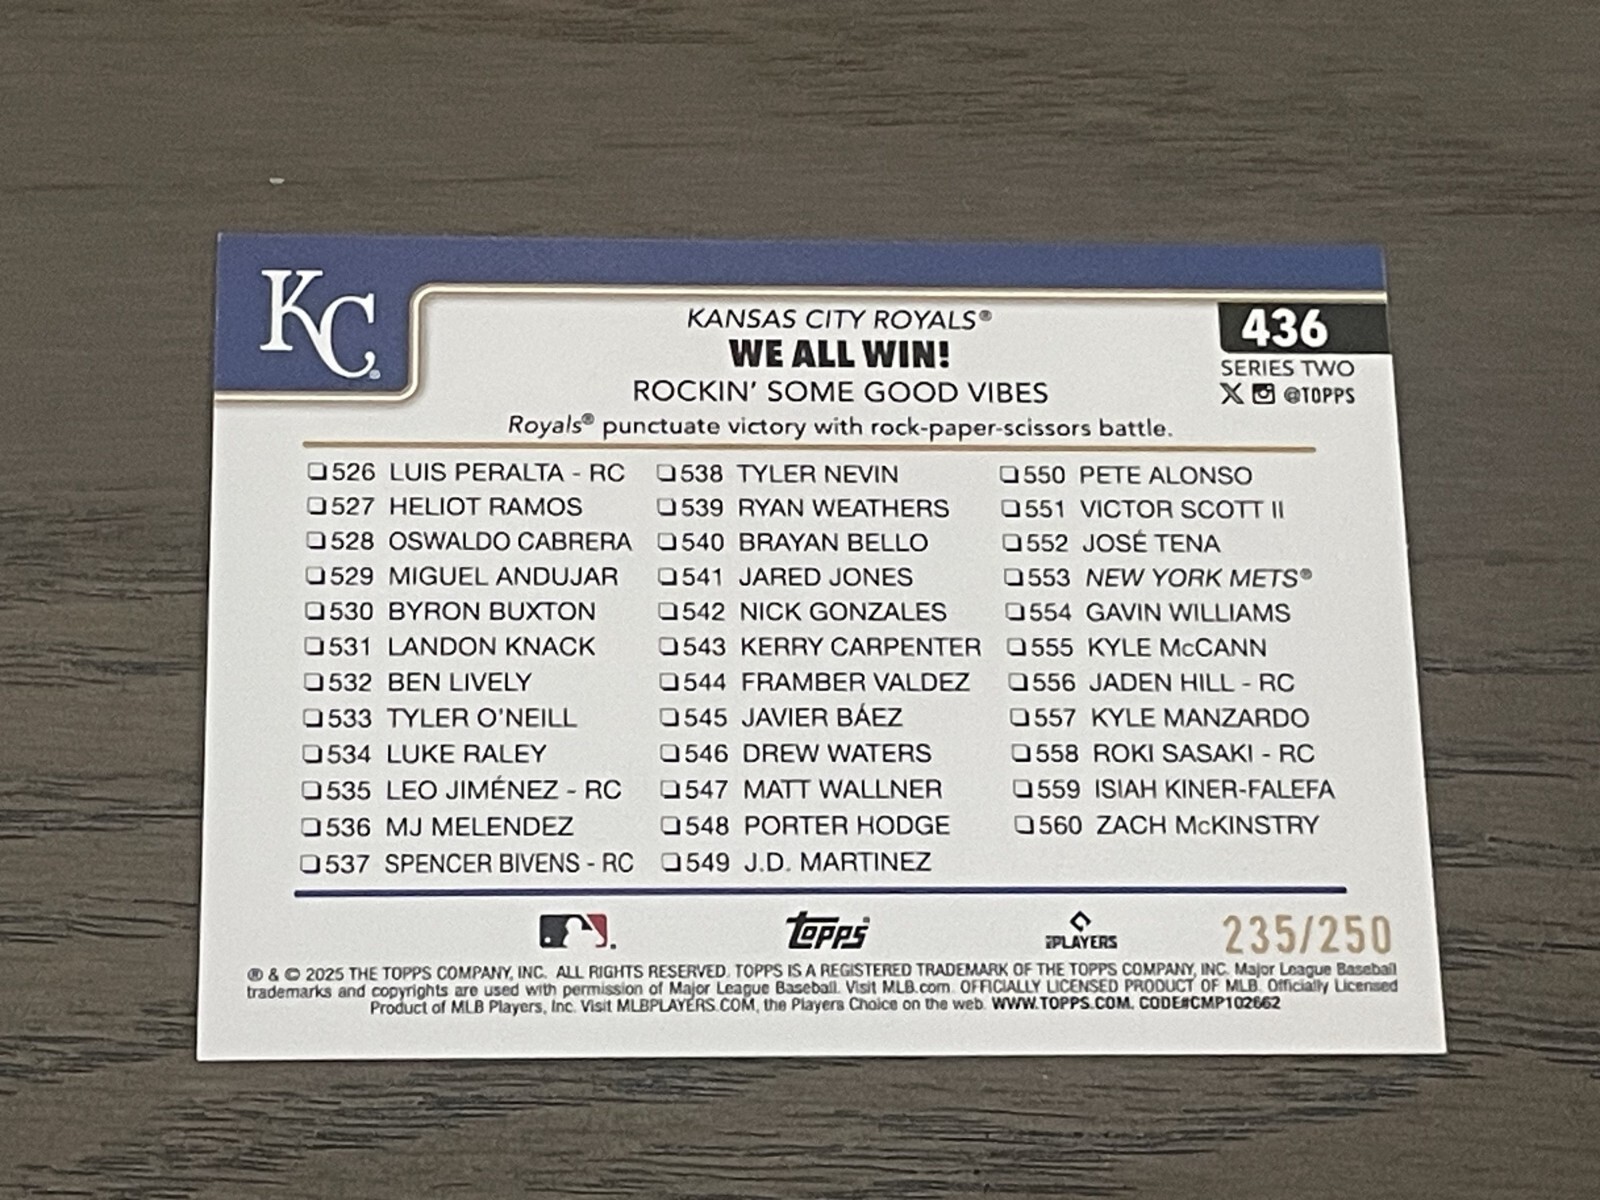 KC
KANSAS CITY ROYALS®
WE ALL WIN!
ROCKIN' SOME GOOD VIBES
Royals® punctuate victory with rock-paper-scissors battle.
436
SERIES TWO
X @TOPPS
❏526 LUIS PERALTA - RC
❏527 HELIOT RAMOS
❏528 OSWALDO CABRERA
❏529 MIGUEL ANDUJAR
❏530 BYRON BUXTON
❏531 LANDON KNACK
❏532 BEN LIVELY
❏533 TYLER O'NEILL
❏534 LUKE RALEY
❏535 LEO JIMÉNEZ - RC
❏536 MJ MELENDEZ
❏537 SPENCER BIVENS - RC
❏538 TYLER NEVIN
❏539 RYAN WEATHERS
❏540 BRAYAN BELLO
❏541 JARED JONES
❏542 NICK GONZALES
❏543 KERRY CARPENTER
❏544 FRAMBER VALDEZ
❏545 JAVIER BÁEZ
❏546 DREW WATERS
❏547 MATT WALLNER
❏548 PORTER HODGE
❏549 J.D. MARTINEZ
❏550 PETE ALONSO
❏551 VICTOR SCOTT II
❏552 JOSÉ TENA
❏553 NEW YORK METS®
❏554 GAVIN WILLIAMS
❏555 KYLE McCANN
❏556 JADEN HILL - RC
❏557 KYLE MANZARDO
❏558 ROKI SASAKI - RC
❏559 ISIAH KINER-FALEFA
❏560 ZACH McKINSTRY
Topps
PLAYERS
235/250
® & © 2025 THE TOPPS COMPANY, INC. ALL RIGHTS RESERVED. TOPPS IS A REGISTERED TRADEMARK OF THE TOPPS COMPANY, INC. Major League Baseball
trademarks and copyrights are used with permission of Major League Baseball. Visit MLB.com. OFFICIALLY LICENSED PRODUCT OF MLB. Officially Licensed
Product of MLB Players, Inc. Visit MLBPLAYERS.COM, the Players Choice on the web. WWW.TOPPS.COM. CODE#CMP102662